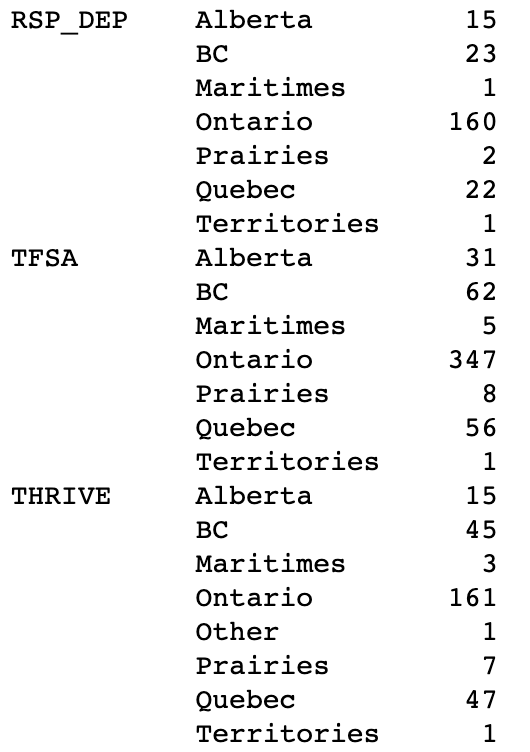 RSP_DEP Alberta 15
BC 23
Maritimes 1
Ontario 160
Prairies 2
Quebec 22
Territories 1
TFSA Alberta 31
BC 62
Maritimes 5
Ontario 347
Prairies 8
Quebec 56
Territories 1
THRIVE Alberta 15
BC 45
Maritimes 3
Ontario 161
Other 1
Prairies 7
Quebec 47
Territories 1